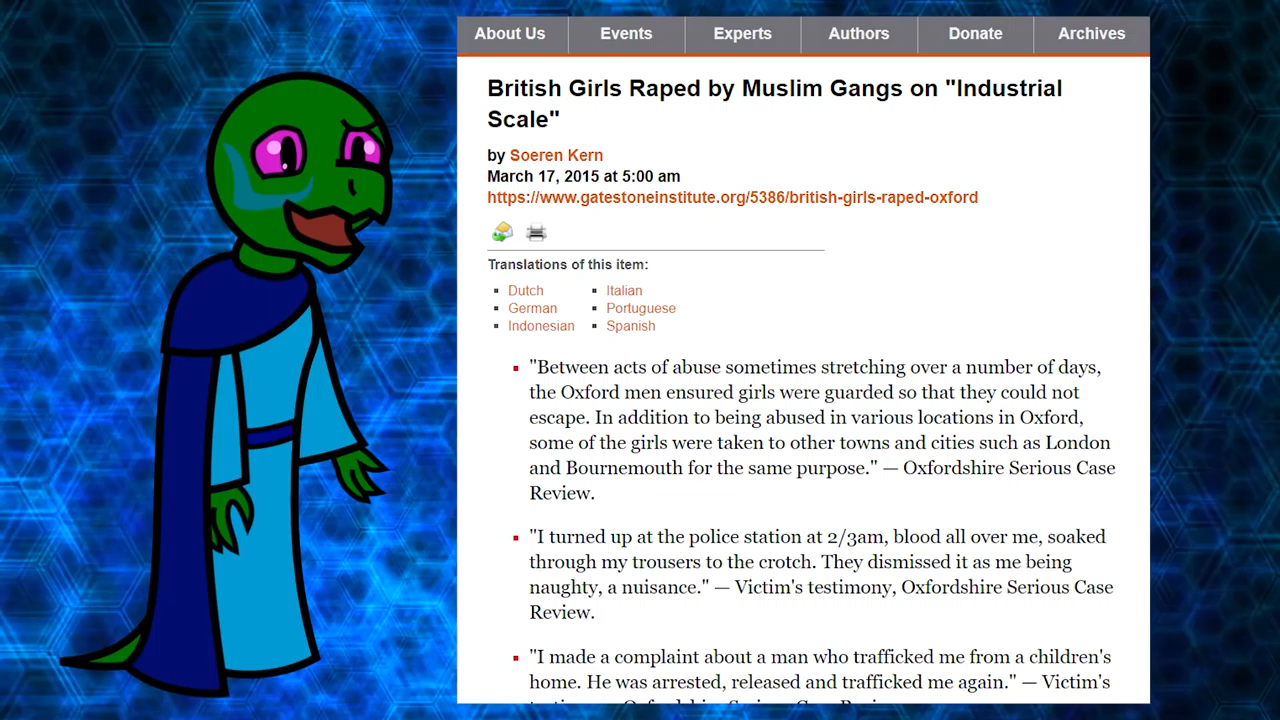 About Us Events Experts Authors Donate Archives
British Girls Raped by Muslim Gangs on "Industrial
Scale"
by Soeren Kern
March 17, 2015 at 5:00 am
https://www.gatestoneinstitute.org/5386/british-girls-raped-oxford
Translations of this item:
Dutch Italian
German Portuguese
Indonesian Spanish
"Between acts of abuse sometimes stretching over a number of days,
the Oxford men ensured girls were guarded so that they could not
escape. In addition to being abused in various locations in Oxford,
some of the girls were taken to other towns and cities such as London
and Bournemouth for the same purpose." — Oxfordshire Serious Case
Review.
"I turned up at the police station at 2/3am, blood all over me, soaked
through my trousers to the crotch. They dismissed it as me being
naughty, a nuisance." — Victim's testimony, Oxfordshire Serious Case
Review.
"I made a complaint about a man who trafficked me from a children's
home. He was arrested, released and trafficked me again." — Victim's